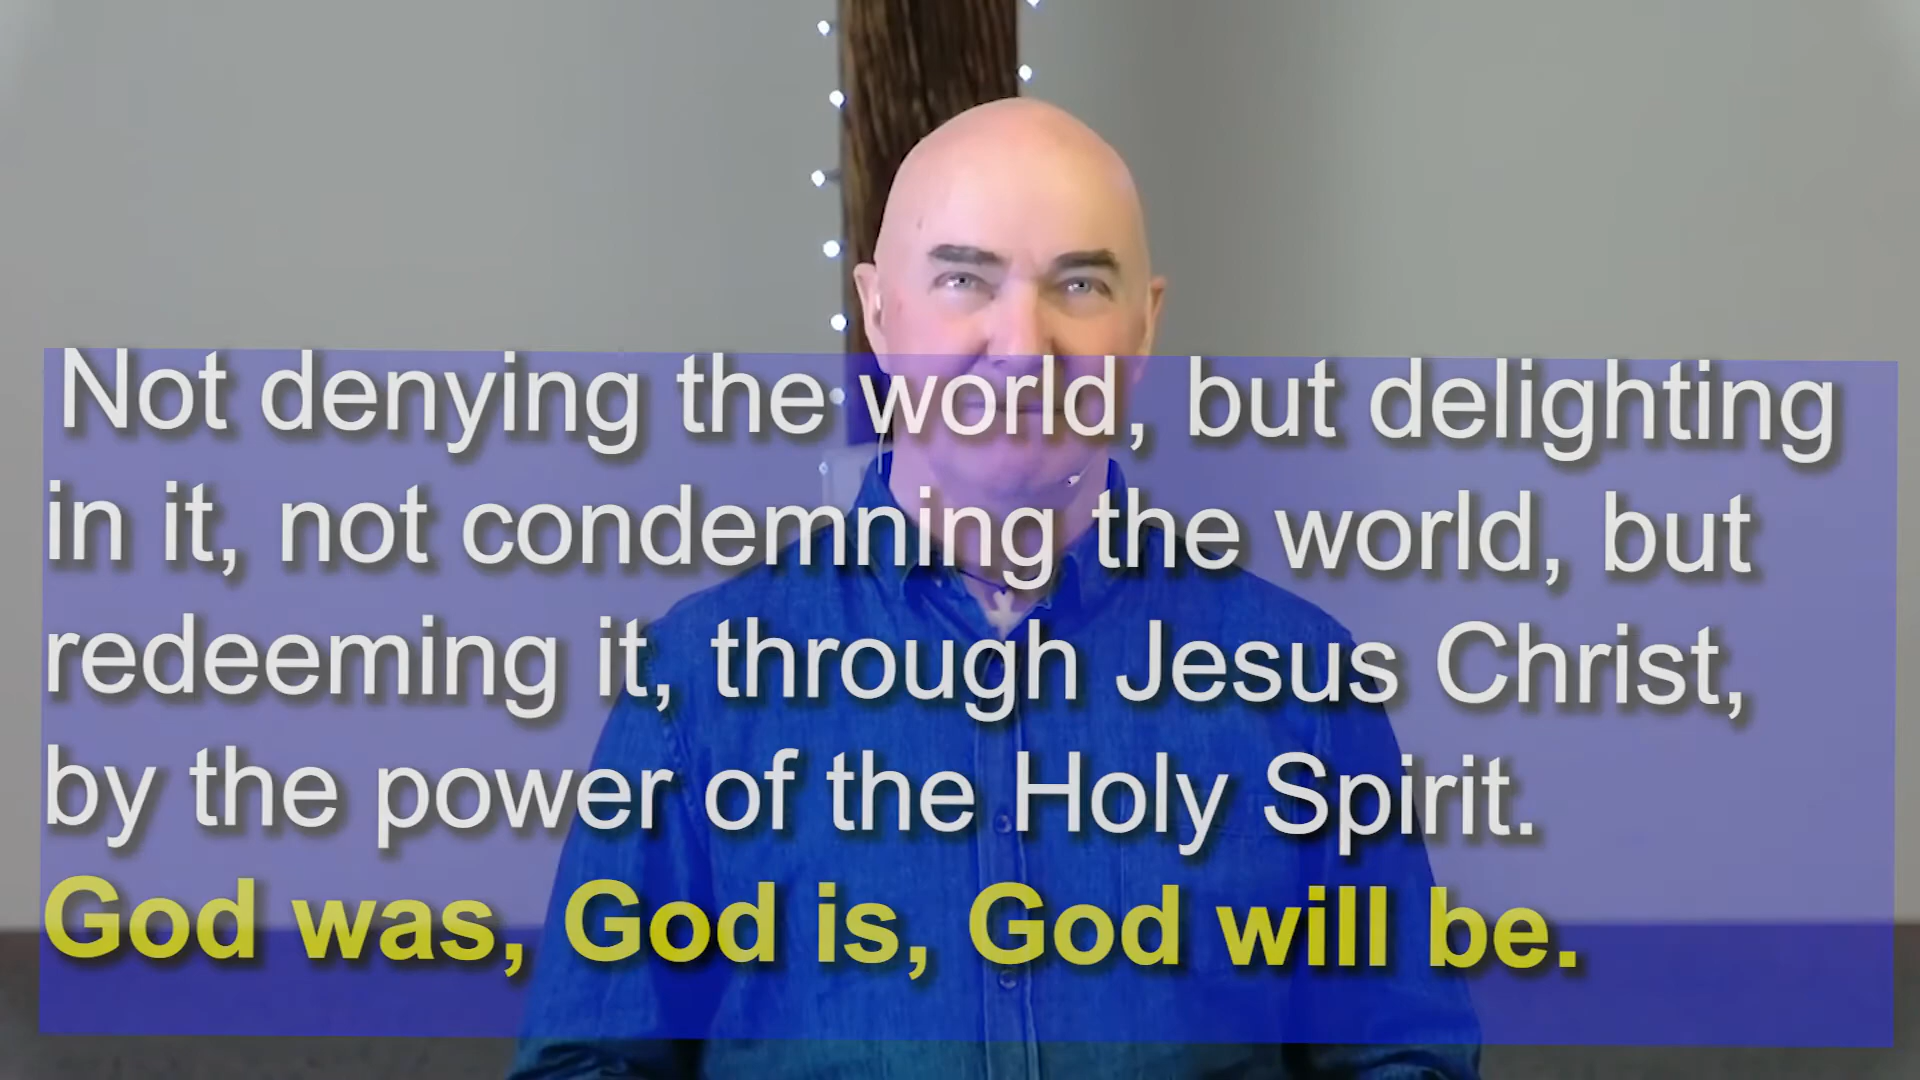 Not denying the world, but delighting
in it, not condemning the world, but
redeeming it, through Jesus Christ,
by the power of the Holy Spirit.
God was, God is, God will be.